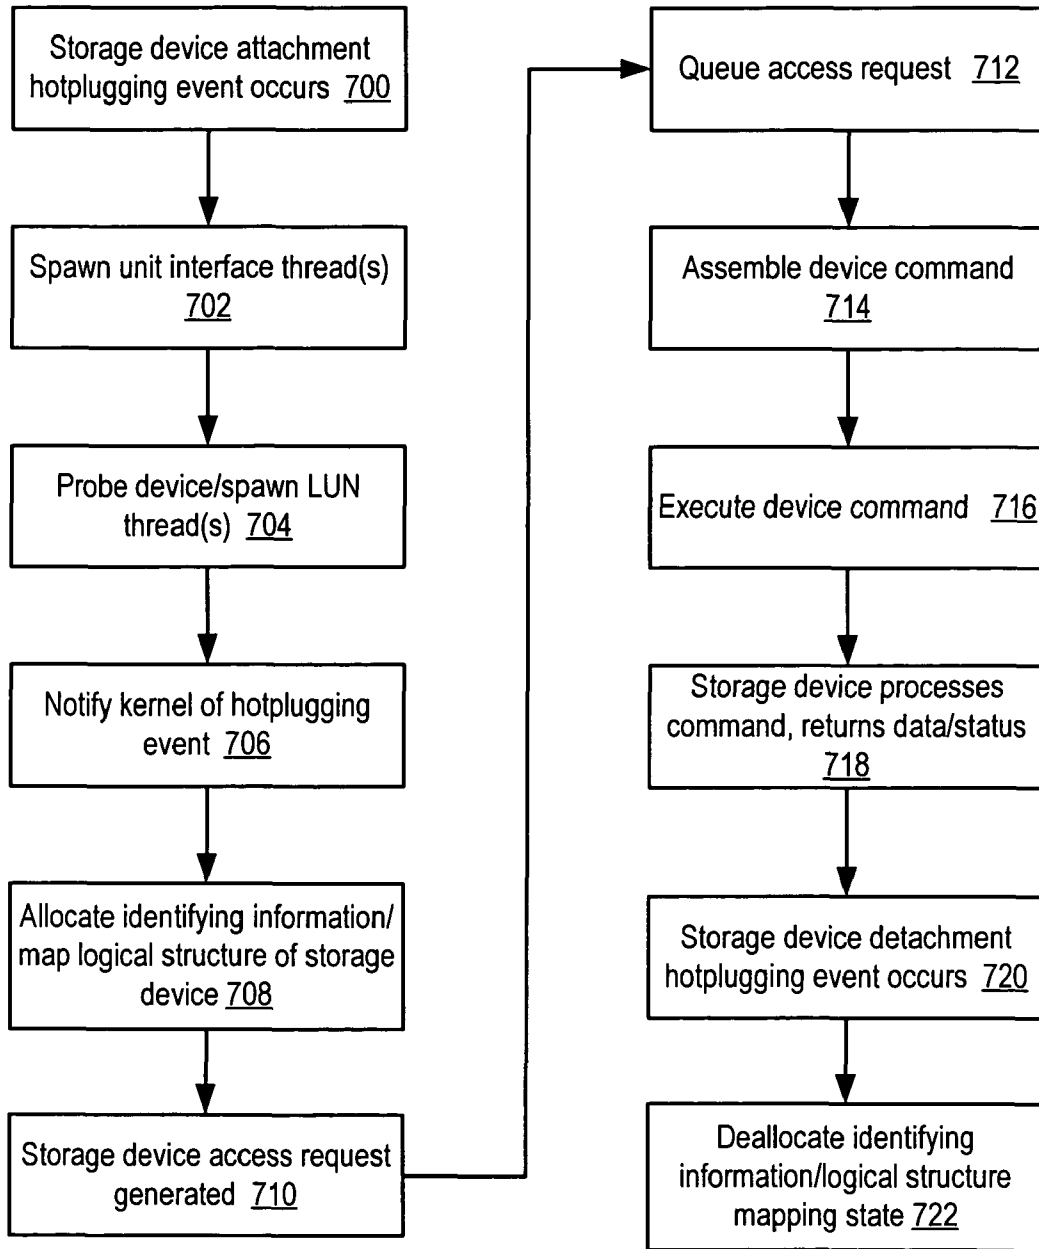 Storage device attachment
hotplugging event occurs 700
Spawn unit interface thread(s)
702
Probe device/spawn LUN
thread(s) 704
Notify kernel of hotplugging
event 706
Allocate identifying information/
map logical structure of storage
device 708
Storage device access request
generated 710
Queue access request 712
Assemble device command
714
Execute device command 716
Storage device processes
command, returns data/status
718
Storage device detachment
hotplugging event occurs 720
Deallocate identifying
information/logical structure
mapping state 722